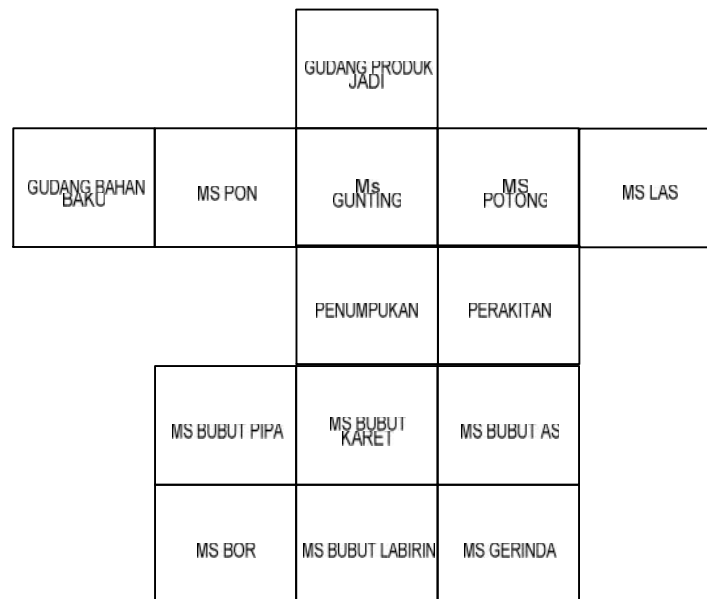 GUDANG PRODUK
JADI
GUDANG BAHAN
BAKU
MS PON
Ms
GUNTING
MS
POTONG
MS LAS
PENUMPUKAN
PERAKITAN
MS BUBUT PIPA
MS BUBUT
KARET
MS BUBUT AS
MS BOR
MS BUBUT LABIRIN
MS GERINDA